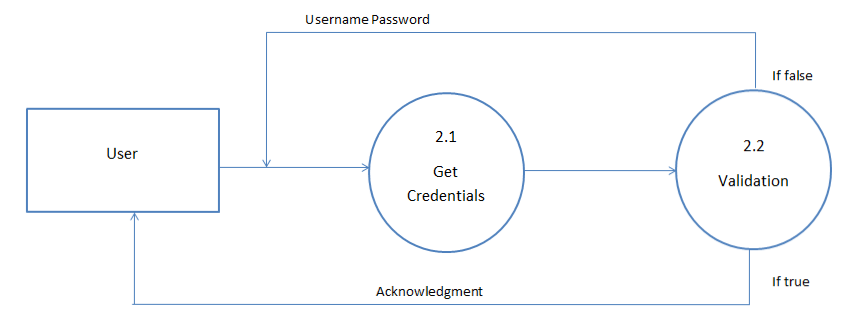 Username Password
If false
User
2.1
Get
Credentials
2.2
Validation
If true
Acknowledgment